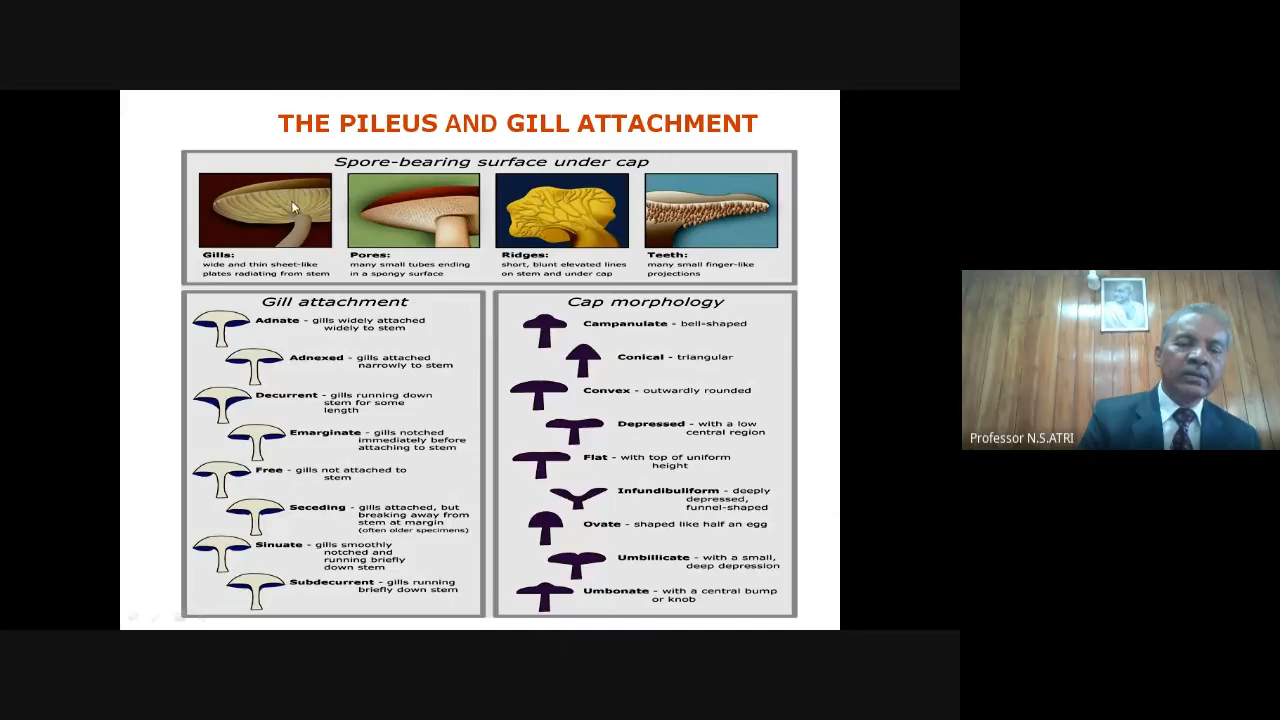 THE PILEUS AND GILL ATTACHMENT
Spore-bearing surface under cap
Gills:
wide and thin sheet-like
plates radiating from stem
Pores:
many small tubes ending
in a spongy surface
Ridges:
short, blunt elevated lines
on stem and under cap
Teeth:
many small finger-like
projections
Gill attachment
Adnate - gills widely attached
widely to stem
Adnexed - gills attached
narrowly to stem
Decurrent - gills running down
stem for some
length
Emarginate - gills notched
immediately before
attaching to stem
Free - gills not attached to
stem
Seceding - gills attached, but
breaking away from
stem at margin
(often older specimens)
Sinuate - gills smoothly
notched and
running briefly
down stem
Subdecurrent - gills running
briefly down stem
Cap morphology
Campanulate - bell-shaped
Conical - triangular
Convex - outwardly rounded
Depressed - with a low
central region
Flat - with top of uniform
height
Infundibuliform - deeply
depressed,
funnel-shaped
Ovate - shaped like half an egg
Umbillicate - with a small,
deep depression
Umbonate - with a central bump
or knob
Professor N.S.ATRI